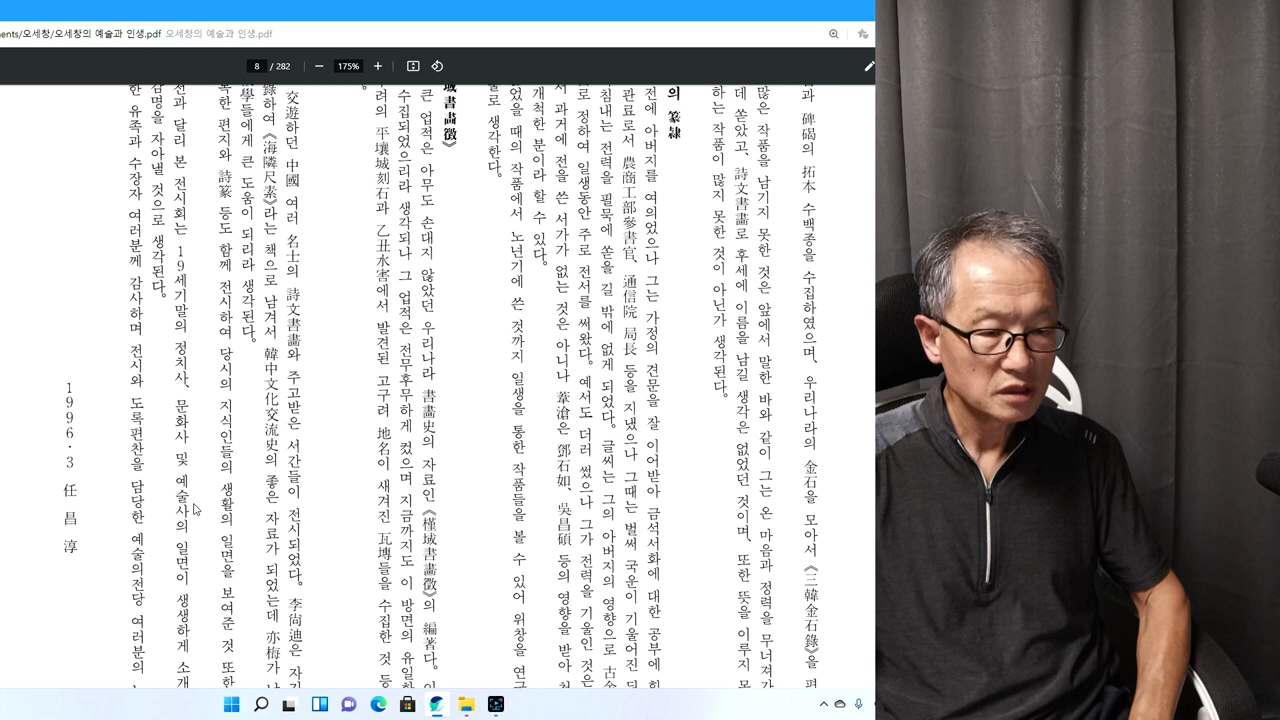 ents/오세창/오세창의 예술과 인생.pdf 오세창의 예술과 인생.pdf
8 / 282 175%
과 碑碣의 拓本 수백종을 수집하였으며, 우리나라의 金石을 모아서 《三韓金石錄》을 펴
많은 작품을 남기지 못한 것은 앞에서 말한 바와 같이 그는 온 마음과 정력을 무너져가
데 쏟았고, 詩文書畵로 후세에 이름을 남길 생각은 없었던 것이며, 또한 뜻을 이루지 못
하는 작품이 많지 못한 것이 아닌가 생각된다.
의 篆隷
전에 아버지를 여의었으나 그는 가정의 견문을 잘 이어받아 금석서화에 대한 공부에 힘
관료로서 農商工部參書官、 通信院 局長 등을 지냈으나 그때는 벌써 국운이 기울어진 뒤
침내는 전력을 필묵에 쏟을 길 밖에 없게 되었다. 글씨는 그의 아버지의 영향으로 古金
로 정하여 일생동안 주로 전서를 써왔다. 예서도 더러 썼으나 그가 전력을 기울인 것은
서 과거에 전을 쓴 서가가 없는 것은 아니나 葦滄은 鄧石如、 吳昌碩 등의 영향을 받아 처
개척한 분이라 할 수 있다.
었을 때의 작품에서 노년기에 쓴 것까지 일생을 통한 작품들을 볼 수 있어 위창을 연구
로 생각한다.
域書畵徵》
큰 업적은 아무도 손대지 않았던 우리나라 書畵史의 자료인 《槿域書畵徵》의 編著다.
수집되었으리라 생각되나 그 업적은 전무후무하게 컸으며 지금까지도 이 방면의 유일한
려의 平壤城刻石과 乙丑水害에서 발견된 고구려 地名이 새겨진 瓦塼들을 수집한 것 등
다.
交遊하던 中國 여러 名士의 詩文書畵와 주고받은 서간들이 전시되었다。 李尙迪은 자기
錄하여 《海隣尺素》라는 책으로 남겨서 韓中文化交流史의 좋은 자료가 되었는데 亦梅가
學들에게 큰 도움이 되리라 생각된다.
목한 편지와 詩篆 등도 함께 전시하여 당시의 지식인들의 생활의 일면을 보여준 것 또한
전과 달리 본 전시회는 19세기말의 정치사、 문화사 및 예술사의 일면이 생생하게 소개
감명을 자아낼 것으로 생각된다.
한 유족과 수장자 여러분께 감사하며 전시와 도록편찬을 담당한 예술의전당 여러분의
1996·3 任 昌 淳